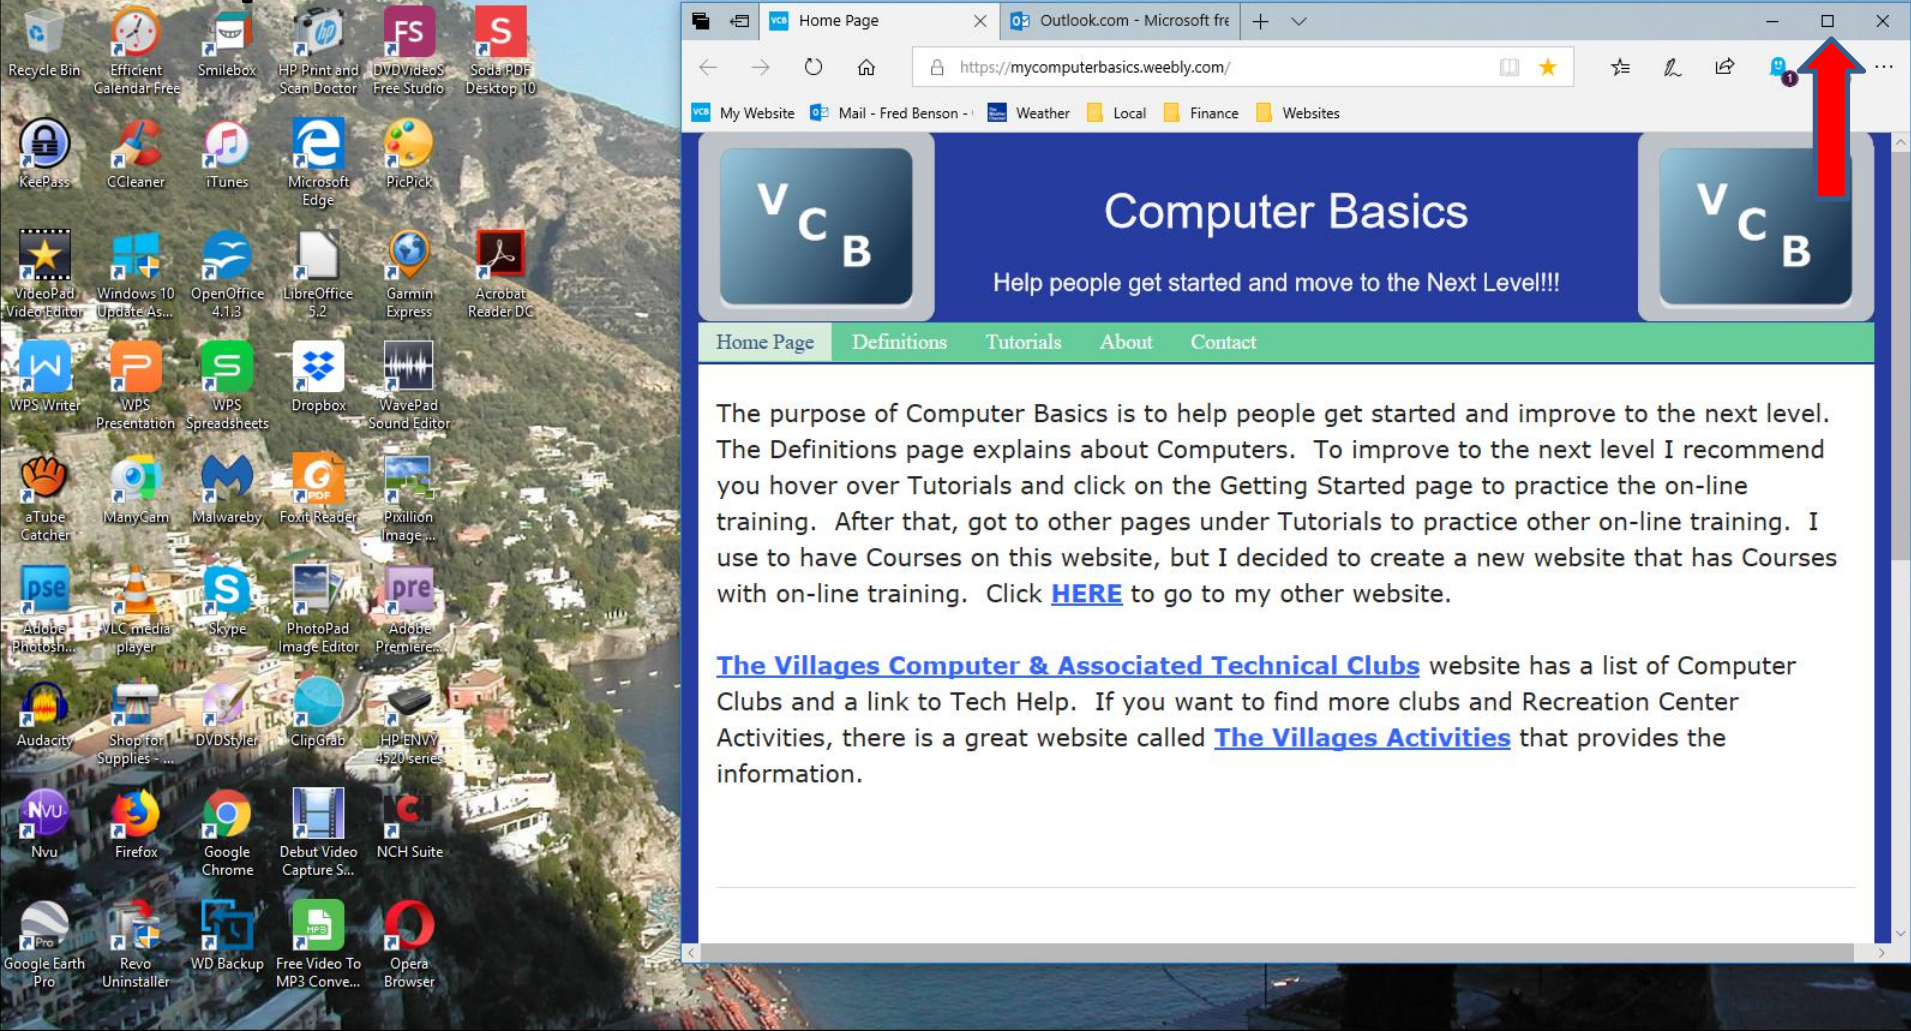 Home Page
Outlook.com - Microsoft fre
https://mycomputerbasics.weebly.com/
1
VCB My Website
Mail - Fred Benson -
Weather
Local
Finance
Websites
V C B
Computer Basics
Help people get started and move to the Next Level!!!
V C B
Home Page Definitions Tutorials About Contact
The purpose of Computer Basics is to help people get started and improve to the next level.
The Definitions page explains about Computers. To improve to the next level I recommend
you hover over Tutorials and click on the Getting Started page to practice the on-line
training. After that, got to other pages under Tutorials to practice other on-line training. I
use to have Courses on this website, but I decided to create a new website that has Courses
with on-line training. Click HERE to go to my other website.
The Villages Computer & Associated Technical Clubs website has a list of Computer
Clubs and a link to Tech Help. If you want to find more clubs and Recreation Center
Activities, there is a great website called The Villages Activities that provides the
information.
Recycle Bin
Efficient
Calendar Free
Smilebox
hp
HP Print and
Scan Doctor
FS
DVDVideoS
Free Studio
S
Soda PDF
Desktop 10
KeePass
CCleaner
iTunes
Microsoft
Edge
PicPick
VideoPad
Video Editor
Windows 10
Update As...
OpenOffice
4.1.3
LibreOffice
5.2
Garmin
Express
Acrobat
Reader DC
W
WPS Writer
P
WPS
Presentation
S
WPS
Spreadsheets
Dropbox
WavePad
Sound Editor
aTube
Catcher
ManyCam
Malwareby
G
PDF
Foxit Reader
Pixillion
Image ...
pse
Adobe
Photosh...
VLC media
player
S
Skype
PhotoPad
Image Editor
pre
Adobe
Premiere...
Audacity
Shop for
Supplies - ...
DVDStyler
ClipGrab
HP ENVY
4520 series
NVU
Nvu
Firefox
Google
Chrome
Debut Video
Capture S...
NCH
NCH Suite
Pro
Google Earth
Pro
Revo
Uninstaller
WD Backup
MP3
Free Video To
MP3 Conve...
Opera
Browser